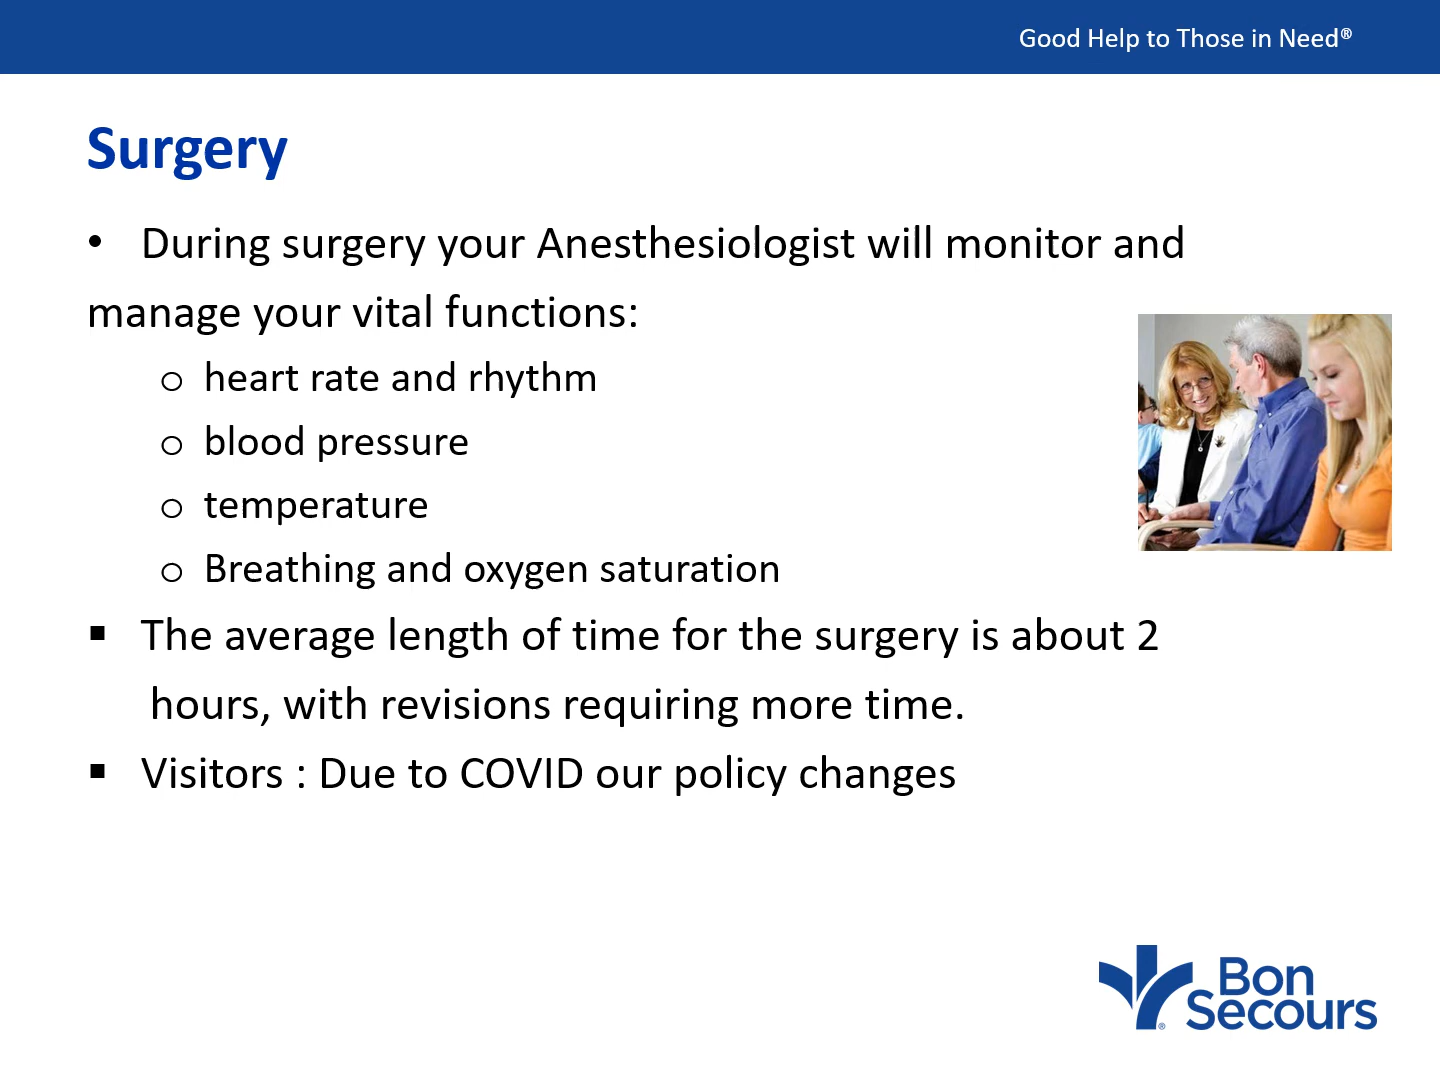 Good Help to Those in Need®
Surgery
• During surgery your Anesthesiologist will monitor and
manage your vital functions:
o heart rate and rhythm
o blood pressure
o temperature
o Breathing and oxygen saturation
▪ The average length of time for the surgery is about 2
hours, with revisions requiring more time.
▪ Visitors : Due to COVID our policy changes
Bon
Secours
®